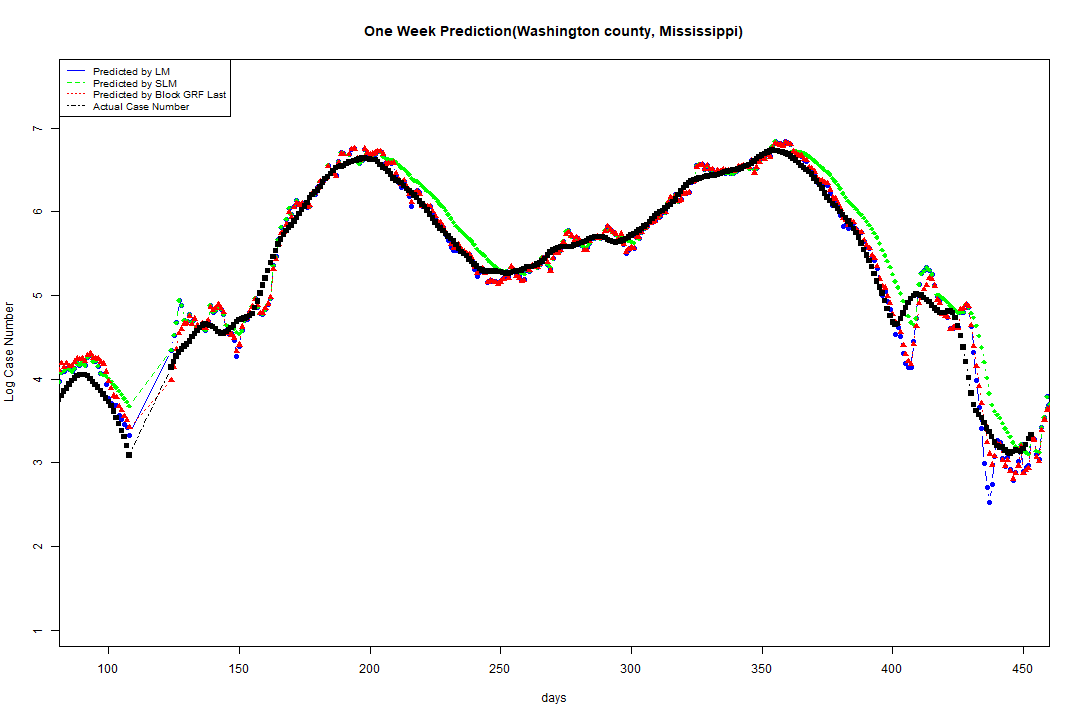 One Week Prediction(Washington county, Mississippi)
Predicted by LM
Predicted by SLM
Predicted by Block GRF Last
Actual Case Number
Log Case Number
7
6
5
4
3
2
1
100 150 200 250 300 350 400 450
days